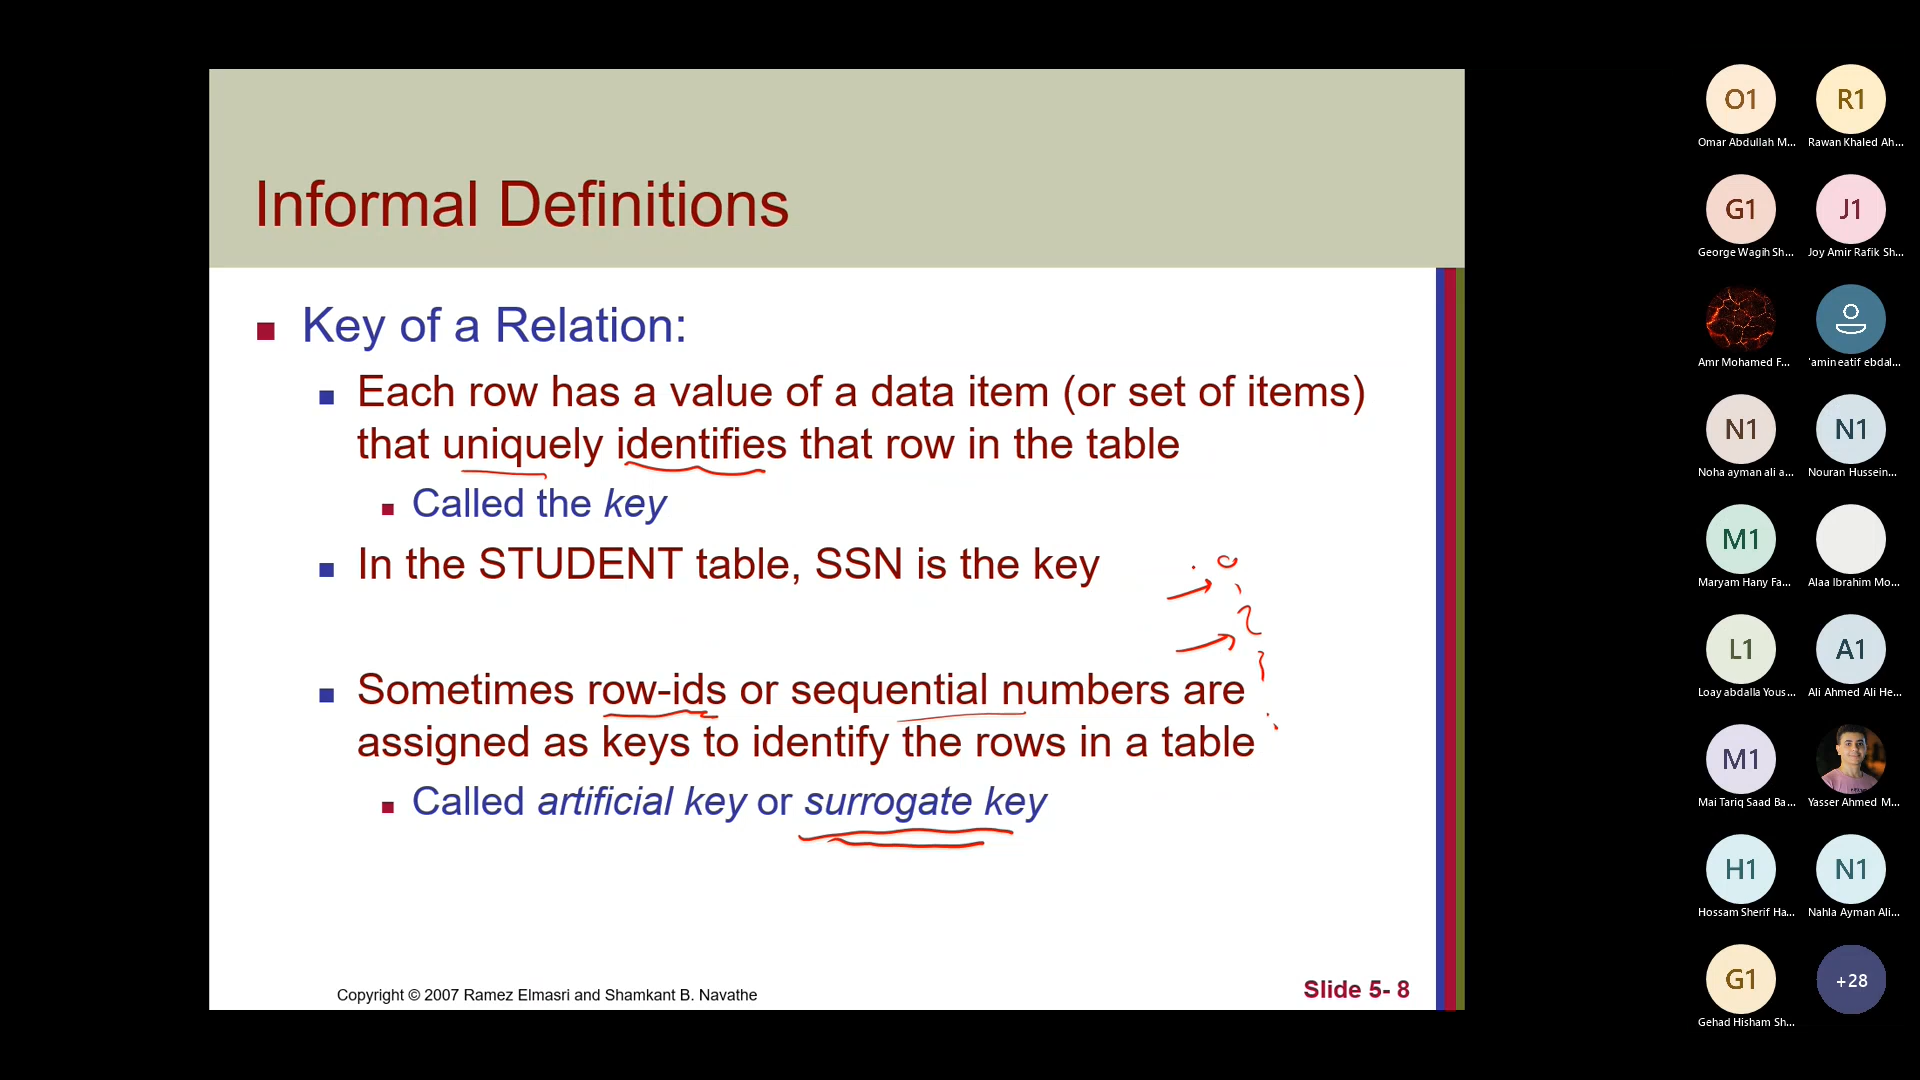 Informal Definitions
Key of a Relation:
Each row has a value of a data item (or set of items)
that uniquely identifies that row in the table
Called the key
In the STUDENT table, SSN is the key
0
1
2
3
Sometimes row-ids or sequential numbers are
assigned as keys to identify the rows in a table
Called artificial key or surrogate key
Copyright © 2007 Ramez Elmasri and Shamkant B. Navathe
Slide 5- 8
O1 R1
Omar Abdullah M... Rawan Khaled Ah...
G1 J1
George Wagih Sh... Joy Amir Rafik Sh...
Amr Mohamed F... 'amin eatif ebdal...
N1 N1
Noha ayman ali a... Nouran Hussein...
M1
Maryam Hany Fa... Alaa Ibrahim Mo...
L1 A1
Loay abdalla Yous... Ali Ahmed Ali He...
M1
Mai Tariq Saad Ba... Yasser Ahmed M...
H1 N1
Hossam Sherif Ha... Nahla Ayman Ali...
G1 +28
Gehad Hisham Sh...